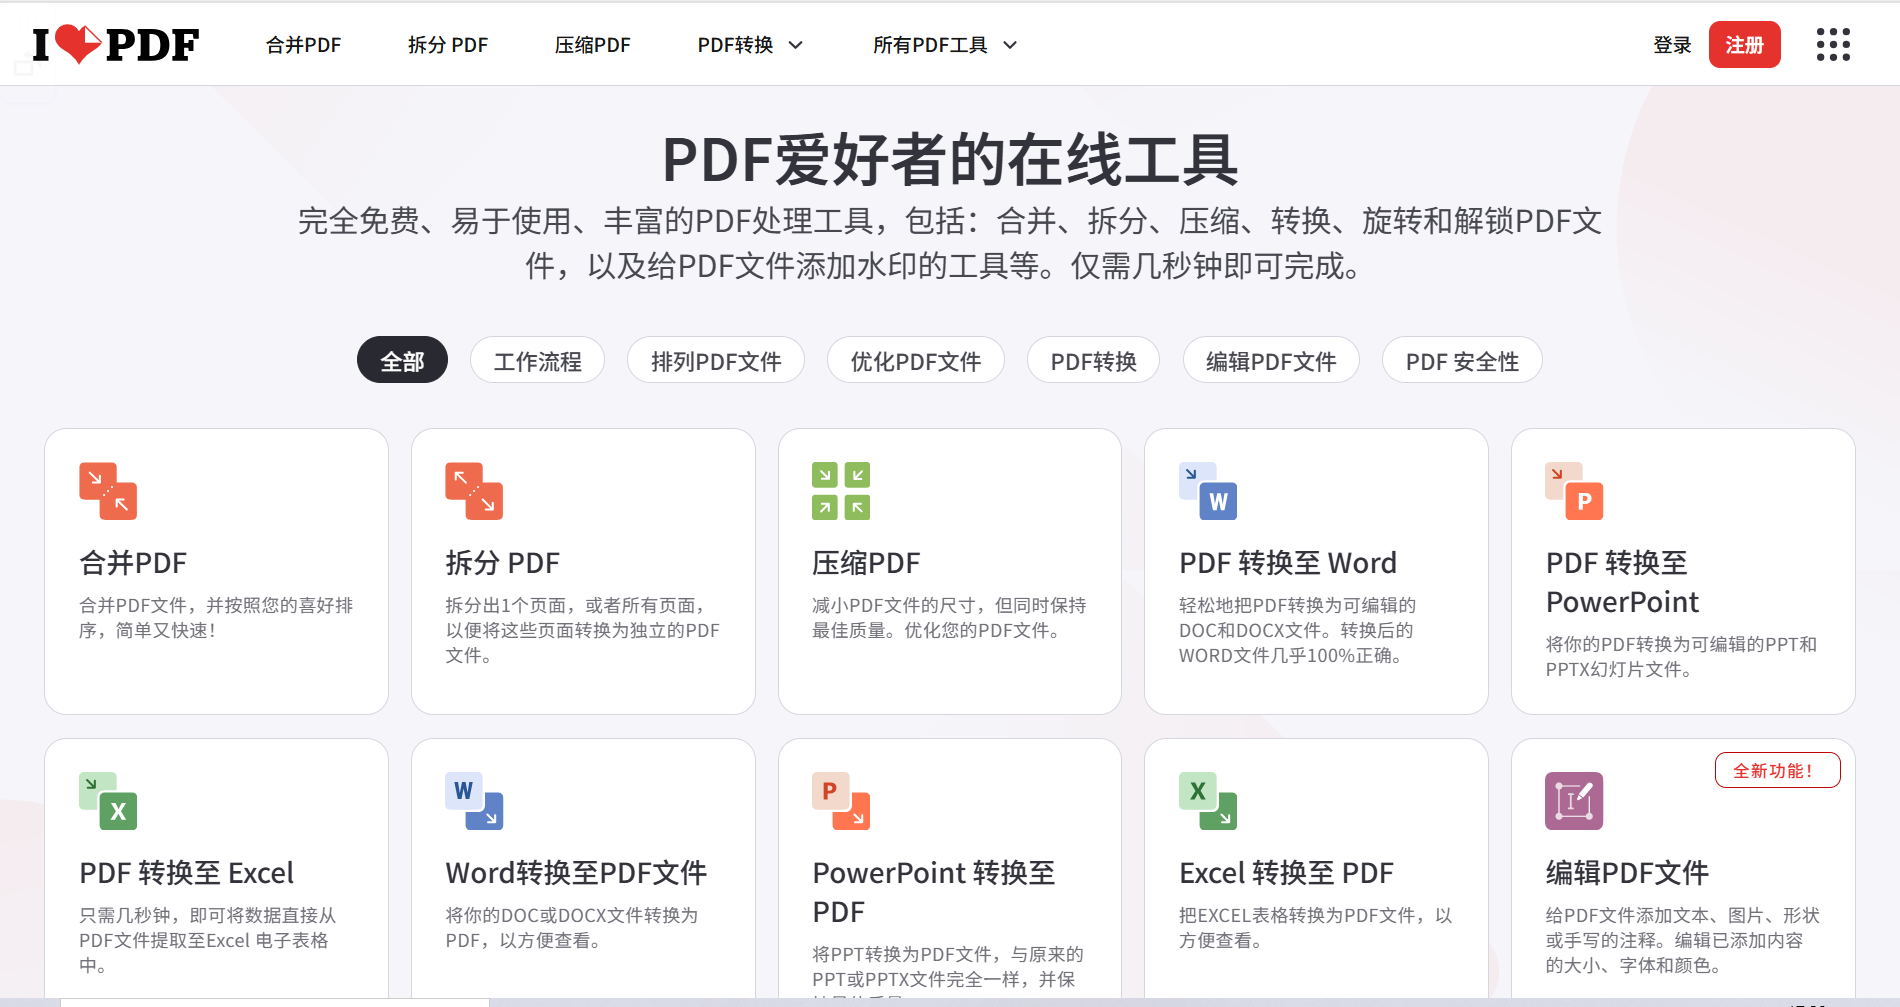 I PDF
合并PDF
拆分 PDF
压缩PDF
PDF转换
所有PDF工具
登录
注册
PDF爱好者的在线工具
完全免费、易于使用、丰富的PDF处理工具，包括：合并、拆分、压缩、转换、旋转和解锁PDF文
件，以及给PDF文件添加水印的工具等。仅需几秒钟即可完成。
全部
工作流程
排列PDF文件
优化PDF文件
PDF转换
编辑PDF文件
PDF 安全性
合并PDF
合并PDF文件，并按照您的喜好排
序，简单又快速！
拆分 PDF
拆分出1个页面，或者所有页面，
以便将这些页面转换为独立的PDF
文件。
压缩PDF
减小PDF文件的尺寸，但同时保持
最佳质量。优化您的PDF文件。
W
PDF 转换至 Word
轻松地把PDF转换为可编辑的
DOC和DOCX文件。转换后的
WORD文件几乎100%正确。
P
PDF 转换至
PowerPoint
将你的PDF转换为可编辑的PPT和
PPTX幻灯片文件。
X
PDF 转换至 Excel
只需几秒钟，即可将数据直接从
PDF文件提取至Excel 电子表格
中。
W
Word转换至PDF文件
将你的DOC或DOCX文件转换为
PDF，以方便查看。
P
PowerPoint 转换至
PDF
将PPT转换为PDF文件，与原来的
PPT或PPTX文件完全一样，并保
X
Excel 转换至 PDF
把EXCEL表格转换为PDF文件，以
方便查看。
全新功能！
编辑PDF文件
给PDF文件添加文本、图片、形状
或手写的注释。编辑已添加内容
的大小、字体和颜色。